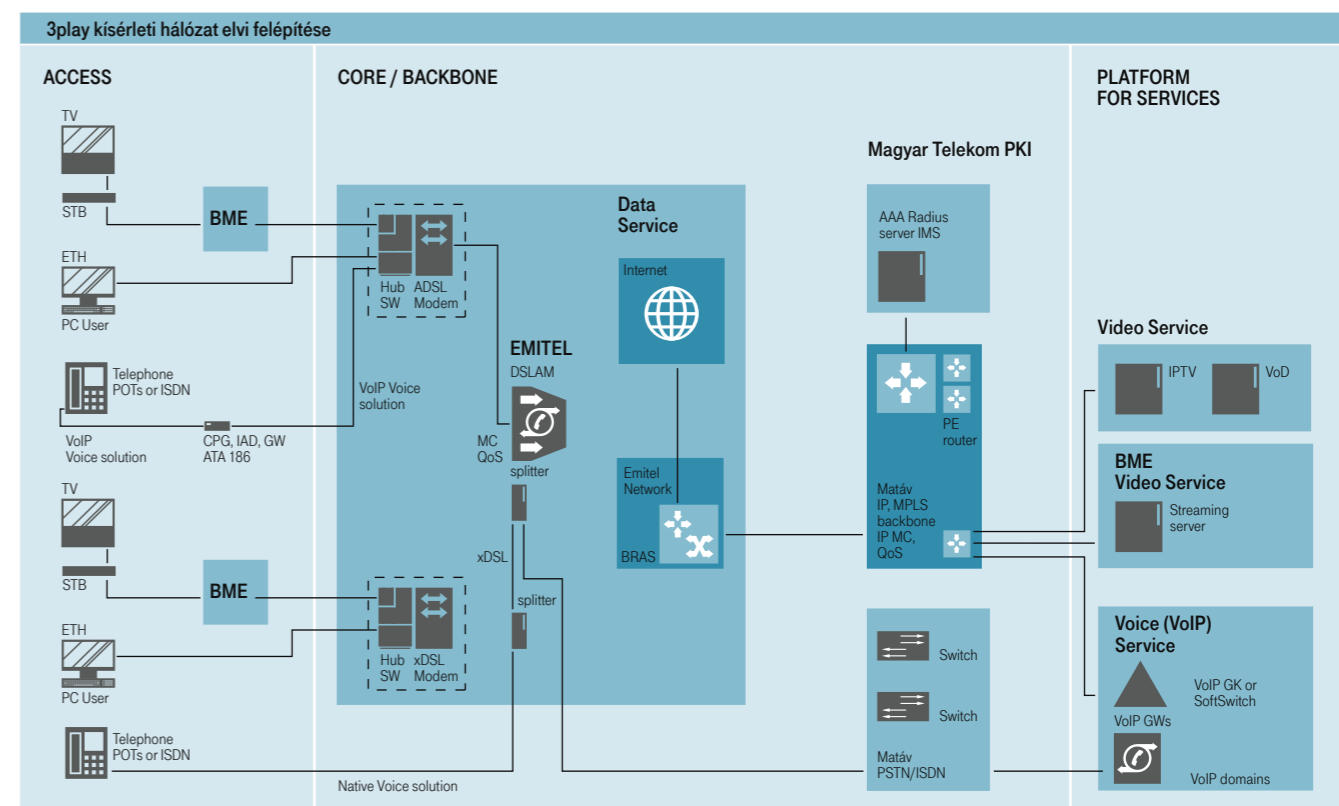 3play kísérleti hálózat elvi felépítése
ACCESS
TV
STB
BME
ETH
PC User
Telephone
POTs or ISDN
VoIP
Voice solution
CPG, IAD, GW
ATA 186
TV
STB
BME
ETH
PC User
Telephone
POTs or ISDN
CORE / BACKBONE
Hub
SW
ADSL
Modem
VoIP Voice
solution
EMITEL
DSLAM
MC
QoS
splitter
xDSL
splitter
Hub
SW
xDSL
Modem
Native Voice solution
Data
Service
Internet
Emitel
Network
BRAS
Magyar Telekom PKI
AAA Radius
server IMS
PE
router
Matáv
IP, MPLS
backbone
IP MC,
QoS
Switch
Switch
Matáv
PSTN/ISDN
PLATFORM
FOR SERVICES
Video Service
IPTV
VoD
BME
Video Service
Streaming
server
Voice (VoIP)
Service
VoIP GK or
SoftSwitch
VoIP GWs
VoIP domains